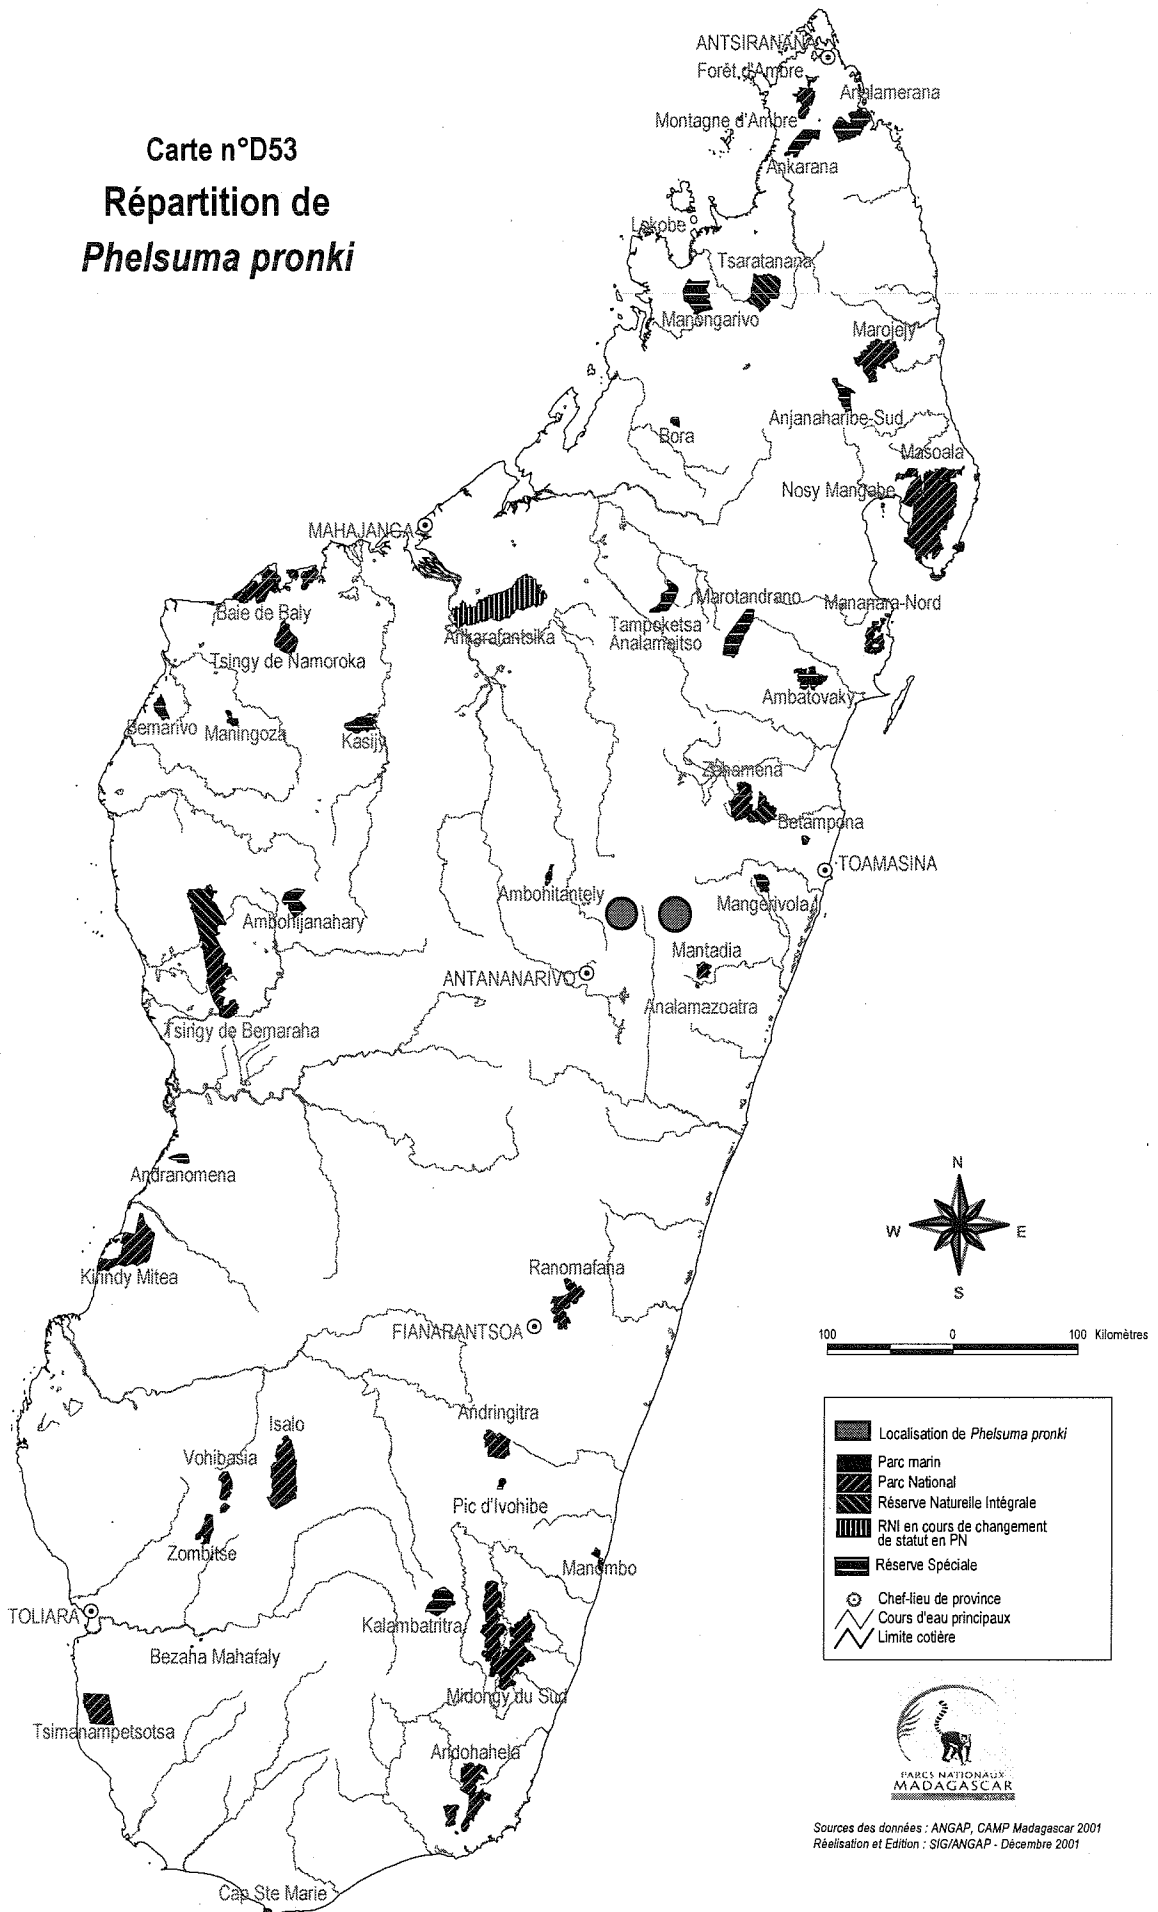 Carte n°D53
Répartition de
Phelsuma pronki
ANTSIRANANA
Forêt d'Ambre
Analamerana
Montagne d'Ambre
Ankarana
Lokobe
Tsaratanana
Manongarivo
Marojejy
Anjanaharibe-Sud
Bora
Masoala
Nosy Mangabe
MAHAJANGA
Baie de Baly
Ankarafantsika
Tampoketsa
Analamaitso
Marotandrano
Mananara-Nord
Tsingy de Namoroka
Ambatovaky
Bemarivo
Maningoza
Kasijy
Zahamena
Betampona
TOAMASINA
Ambohitantely
Mangerivola
Ambohijanahary
Mantadia
ANTANANARIVO
Analamazoatra
Tsingy de Bemaraha
Andranomena
N
W
E
S
Kirindy Mitea
Ranomafana
FIANARANTSOA
100 0 100 Kilomètres
Andringitra
Isalo
Vohibasia
Pic d'Ivohibe
Zombitse
Manombo
TOLIARA
Kalambatritra
Bezaha Mahafaly
Midongy du Sud
Tsimanampetsotsa
Andohahela
Cap Ste Marie
Localisation de Phelsuma pronki
Parc marin
Parc National
Réserve Naturelle Intégrale
RNI en cours de changement
de statut en PN
Réserve Spéciale
Chef-lieu de province
Cours d'eau principaux
Limite cotière
PARCS NATIONAUX
MADAGASCAR
ANGAP
Sources des données : ANGAP, CAMP Madagascar 2001
Réelisation et Edition : SIG/ANGAP - Décembre 2001